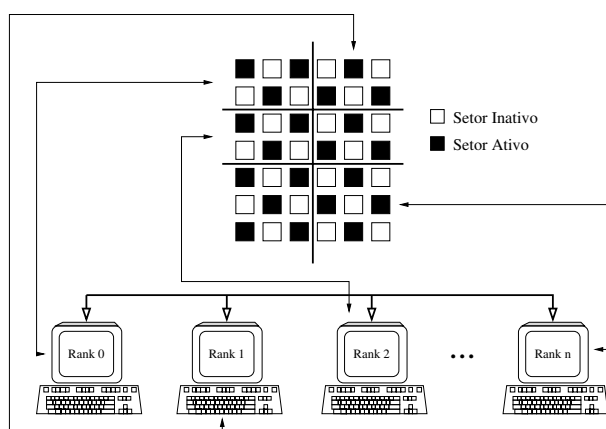 Setor Inativo
Setor Ativo
Rank 0
Rank 1
Rank 2
...
Rank n